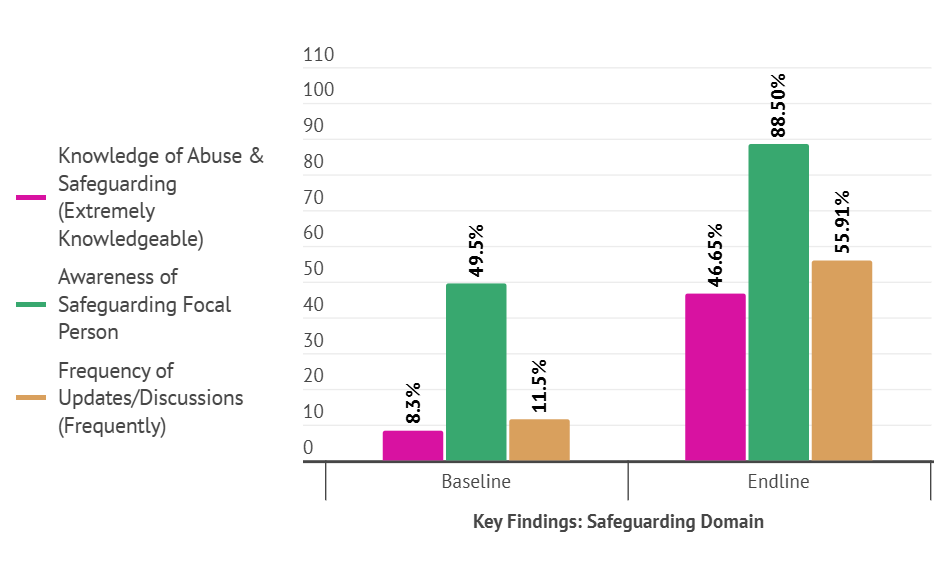 Knowledge of Abuse &
Safeguarding
(Extremely
Knowledgeable)
Awareness of
Safeguarding Focal
Person
Frequency of
Updates/Discussions
(Frequently)
110
100
90
80
70
60
50
40
30
20
10
0
8.3%
49.5%
11.5%
46.65%
88.50%
55.91%
Baseline
Endline
Key Findings: Safeguarding Domain